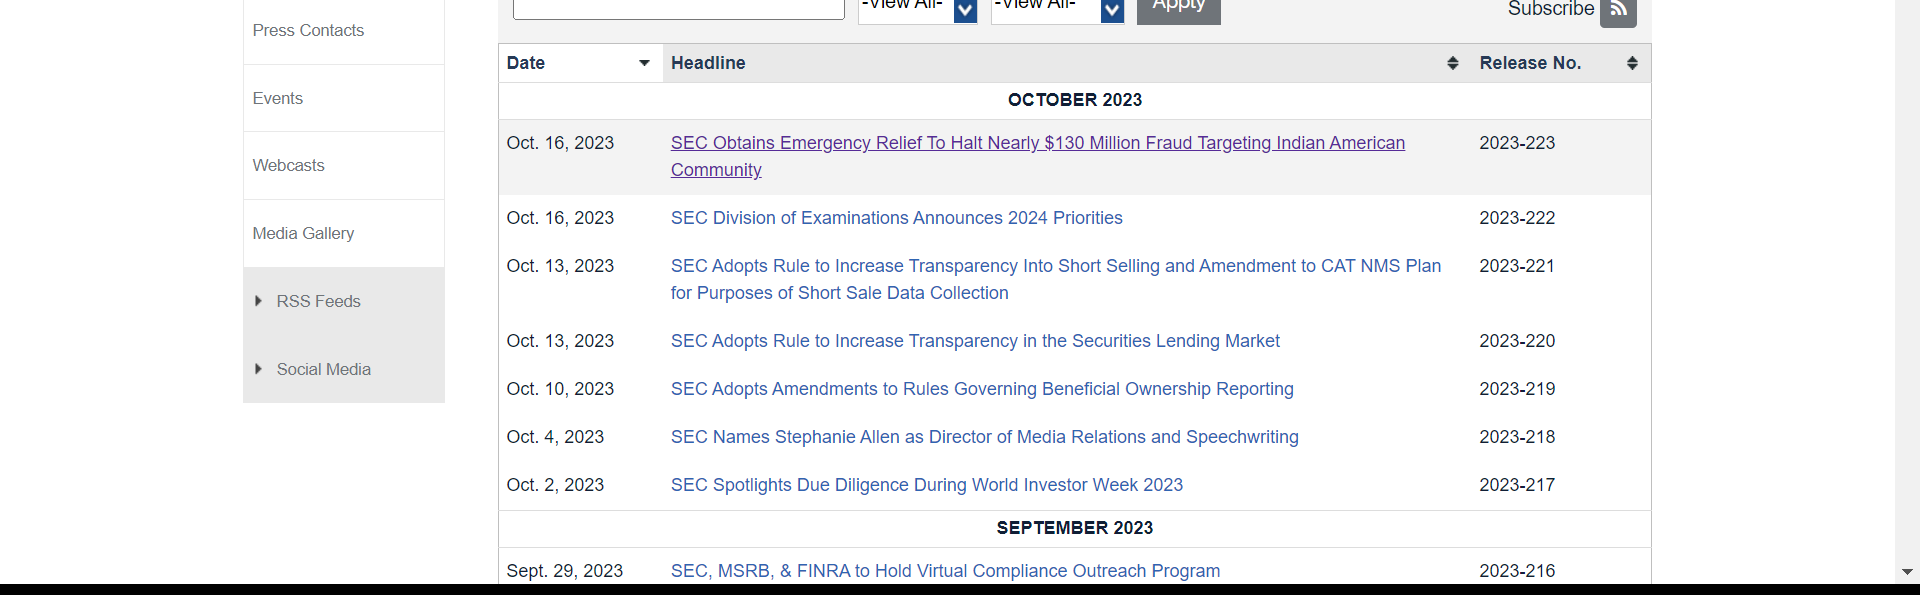 -View All-
-View All-
Apply
Subscribe
Press Contacts
Events
Webcasts
Media Gallery
RSS Feeds
Social Media
Date Headline Release No.
OCTOBER 2023
Oct. 16, 2023 SEC Obtains Emergency Relief To Halt Nearly $130 Million Fraud Targeting Indian American 2023-223
Community
Oct. 16, 2023 SEC Division of Examinations Announces 2024 Priorities 2023-222
Oct. 13, 2023 SEC Adopts Rule to Increase Transparency Into Short Selling and Amendment to CAT NMS Plan 2023-221
for Purposes of Short Sale Data Collection
Oct. 13, 2023 SEC Adopts Rule to Increase Transparency in the Securities Lending Market 2023-220
Oct. 10, 2023 SEC Adopts Amendments to Rules Governing Beneficial Ownership Reporting 2023-219
Oct. 4, 2023 SEC Names Stephanie Allen as Director of Media Relations and Speechwriting 2023-218
Oct. 2, 2023 SEC Spotlights Due Diligence During World Investor Week 2023 2023-217
SEPTEMBER 2023
Sept. 29, 2023 SEC, MSRB, & FINRA to Hold Virtual Compliance Outreach Program 2023-216